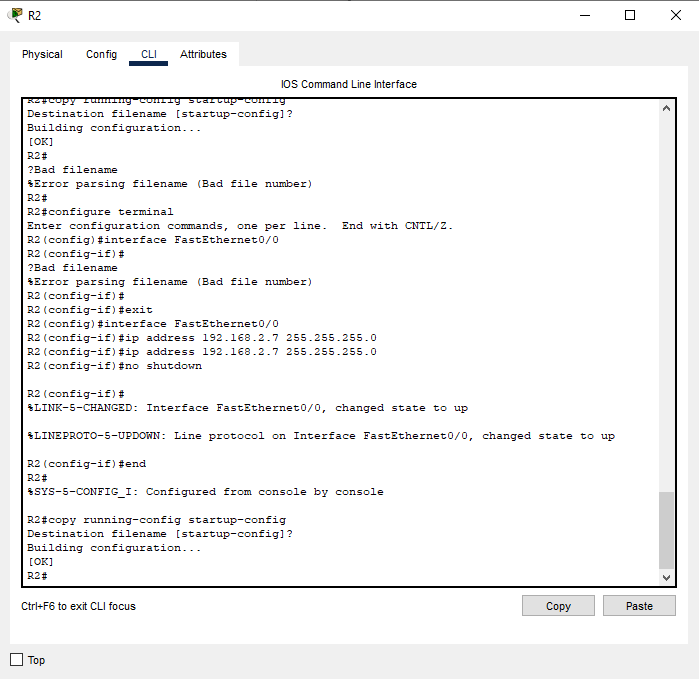 R2
Physical
Config
CLI
Attributes
IOS Command Line Interface
R2#copy running-config startup-config
Destination filename [startup-config]?
Building configuration...
[OK]
R2#
?Bad filename
%Error parsing filename (Bad file number)
R2#
R2#configure terminal
Enter configuration commands, one per line.  End with CNTL/Z.
R2(config)#interface FastEthernet0/0
R2(config-if)#
?Bad filename
%Error parsing filename (Bad file number)
R2(config-if)#
R2(config-if)#exit
R2(config)#interface FastEthernet0/0
R2(config-if)#ip address 192.168.2.7 255.255.255.0
R2(config-if)#ip address 192.168.2.7 255.255.255.0
R2(config-if)#no shutdown
R2(config-if)#
%LINK-5-CHANGED: Interface FastEthernet0/0, changed state to up
%LINEPROTO-5-UPDOWN: Line protocol on Interface FastEthernet0/0, changed state to up
R2(config-if)#end
R2#
%SYS-5-CONFIG_I: Configured from console by console
R2#copy running-config startup-config
Destination filename [startup-config]?
Building configuration...
[OK]
R2#
Ctrl+F6 to exit CLI focus
Copy
Paste
Top